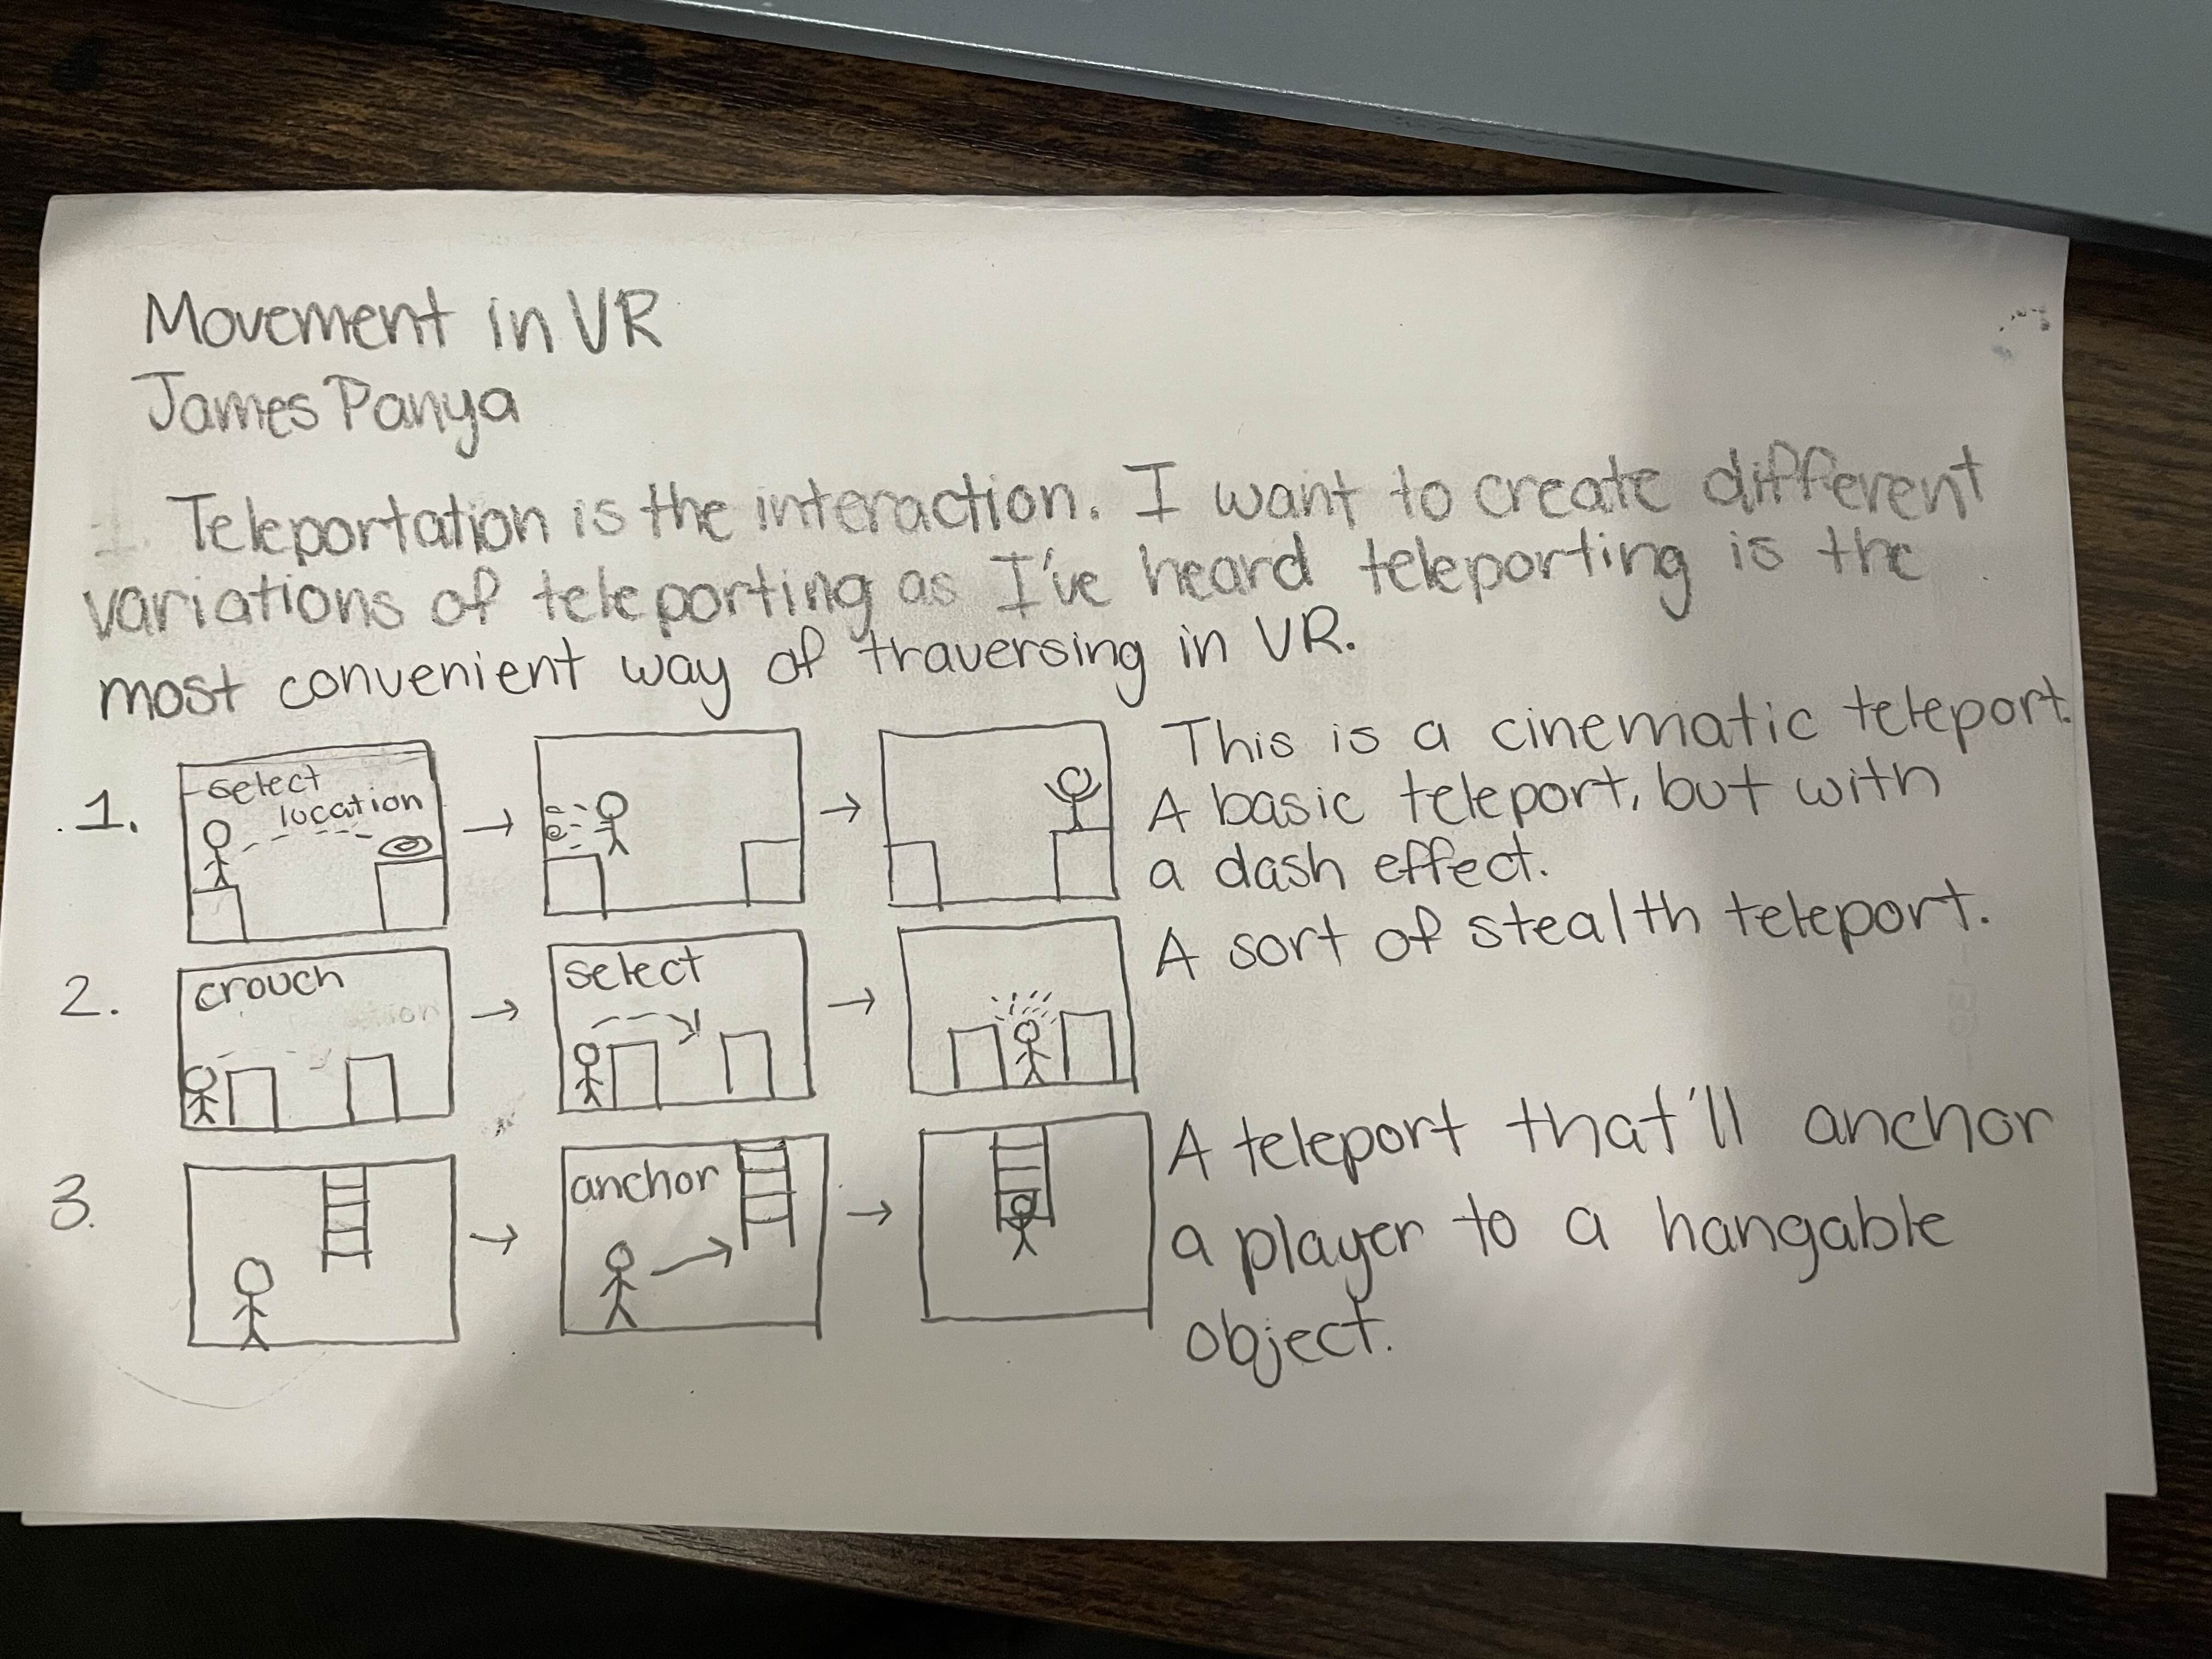 Movement in VR
James Panya
Teleportation is the interaction. I want to create different
variations of teleporting as I've heard teleporting is the
most convenient way of traversing in VR.
1.
select
location
This is a cinematic teleport.
A basic teleport, but with
a dash effect.
2.
crouch
select
A sort of stealth teleport.
3.
anchor
A teleport that'll anchor
a player to a hangable
object.